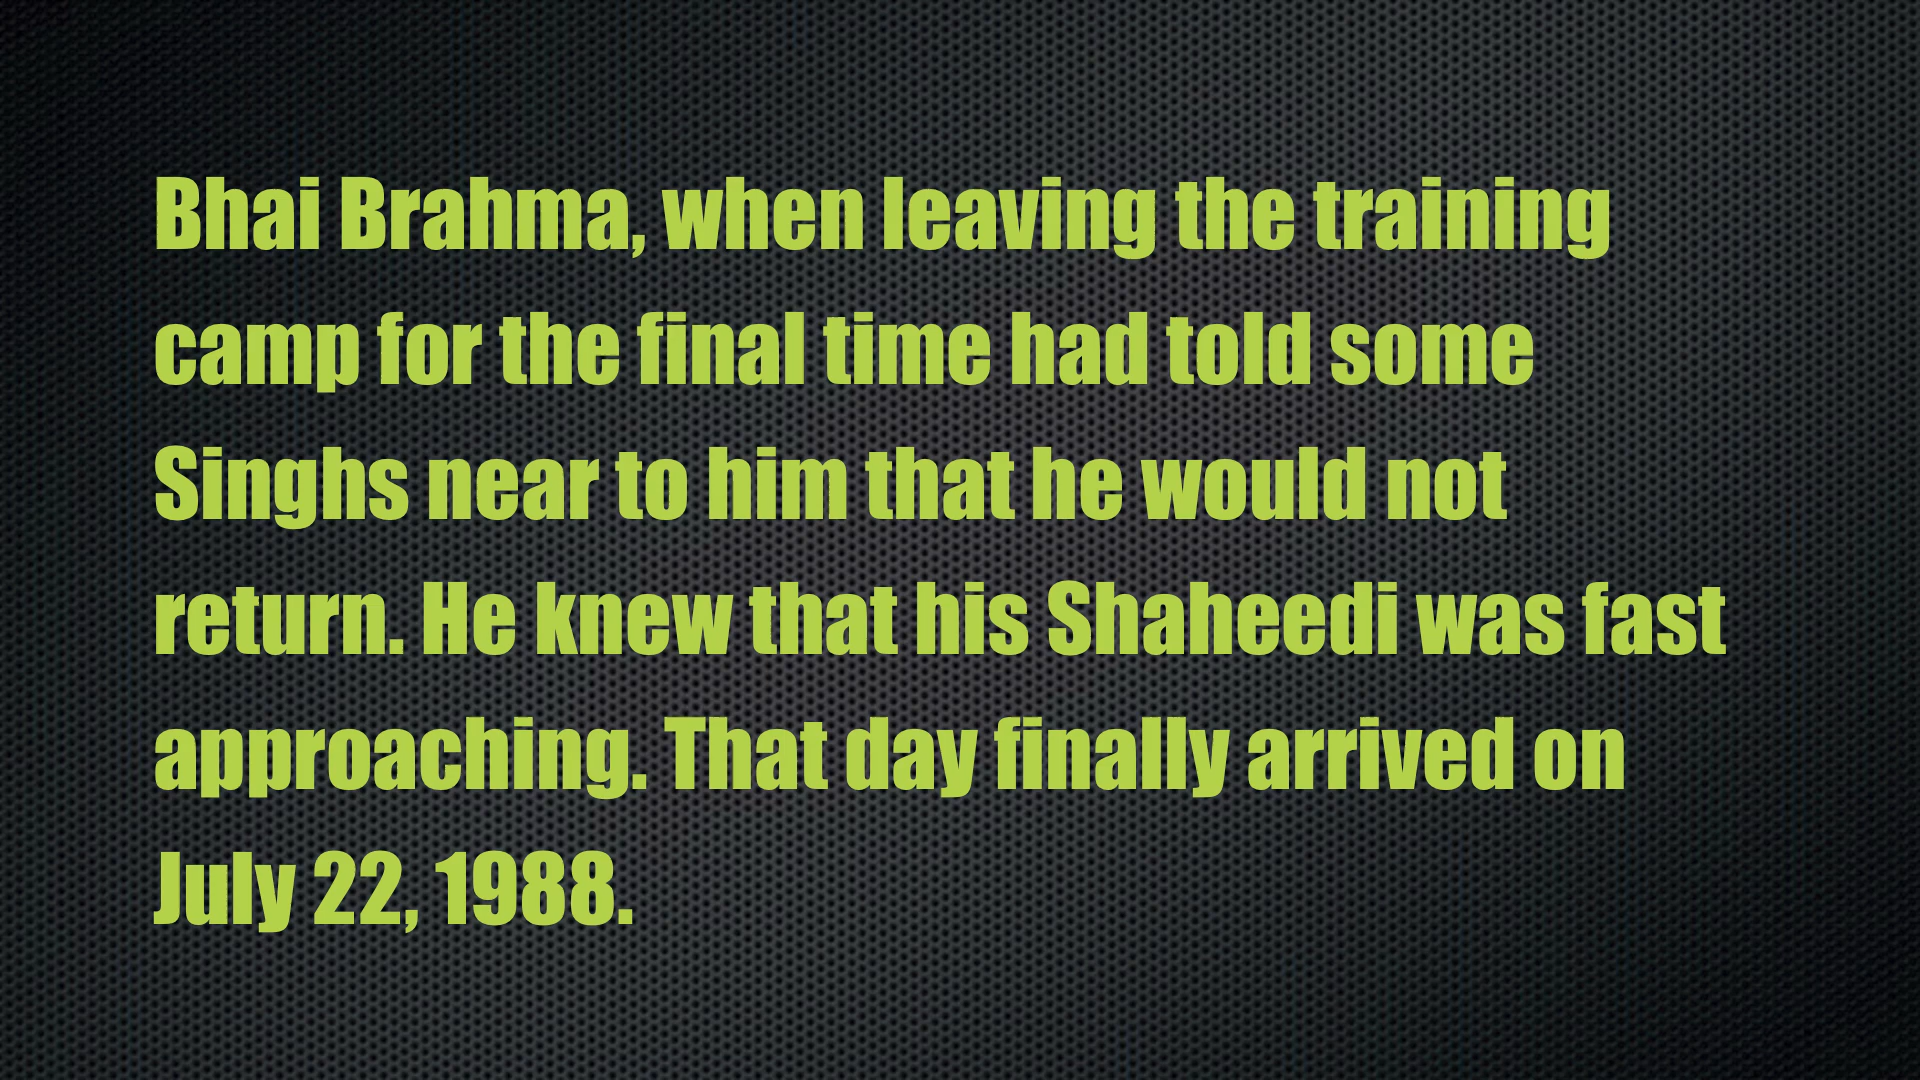 Bhai Brahma, when leaving the training
camp for the final time had told some
Singhs near to him that he would not
return. He knew that his Shaheedi was fast
approaching. That day finally arrived on
July 22, 1988.